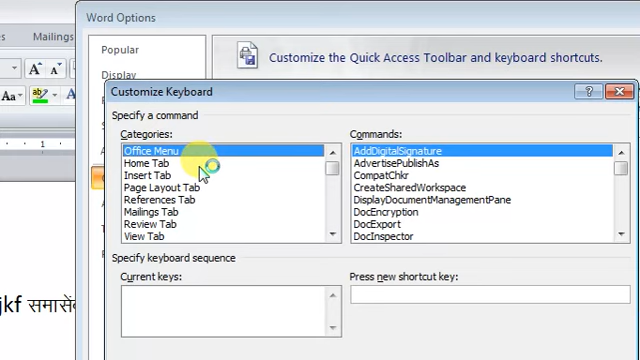 Word Options
Mailings
Popular
Display
Customize the Quick Access Toolbar and keyboard shortcuts.
Customize Keyboard
Specify a command
Categories:
Commands:
Office Menu
Home Tab
Insert Tab
Page Layout Tab
References Tab
Mailings Tab
Review Tab
View Tab
AddDigitalSignature
AdvertisePublishAs
CompatChkr
CreateSharedWorkspace
DisplayDocumentManagementPane
DocEncryption
DocExport
DocInspector
Specify keyboard sequence
Current keys:
Press new shortcut key:
jkf